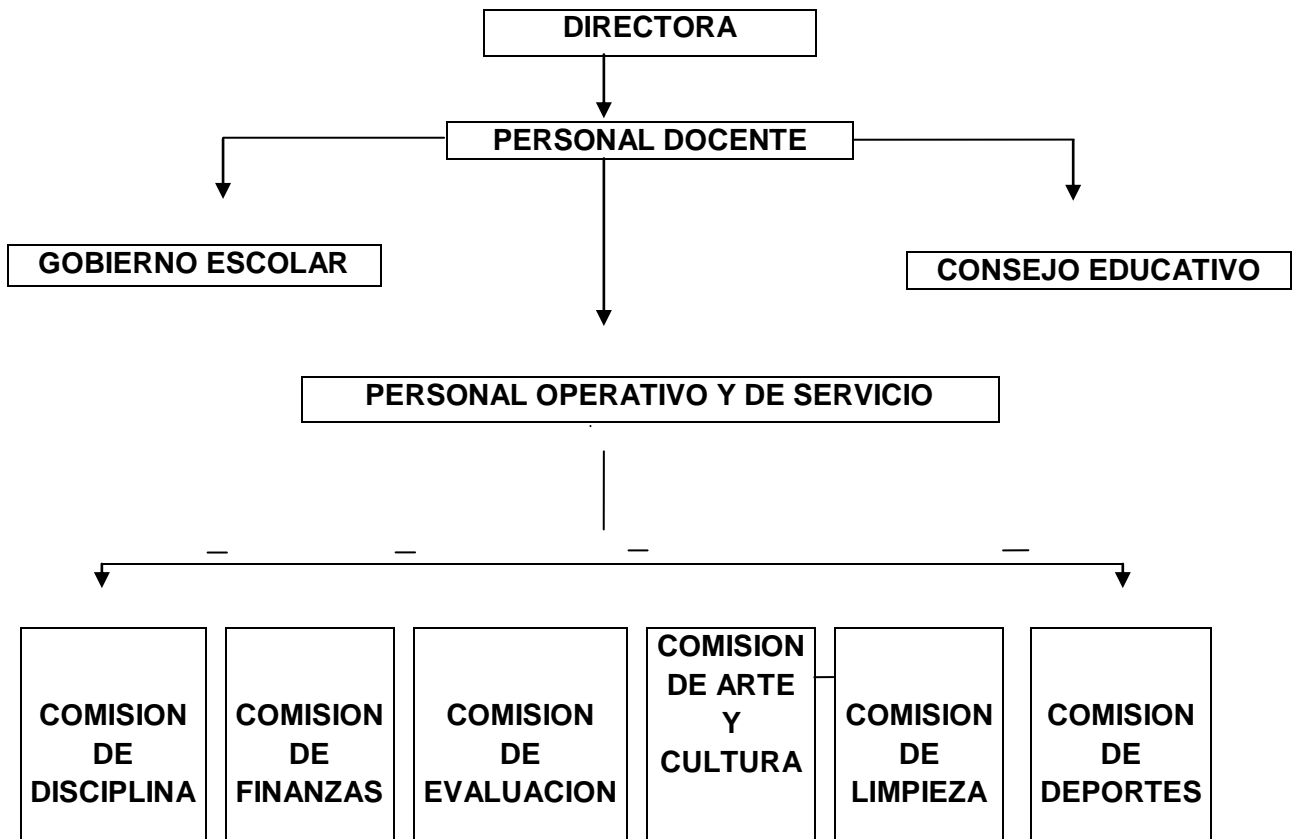 DIRECTORA
PERSONAL DOCENTE
GOBIERNO ESCOLAR
CONSEJO EDUCATIVO
PERSONAL OPERATIVO Y DE SERVICIO
COMISION
DE
DISCIPLINA
COMISION
DE
FINANZAS
COMISION
DE
EVALUACION
COMISION
DE ARTE
Y
CULTURA
COMISION
DE
LIMPIEZA
COMISION
DE
DEPORTES